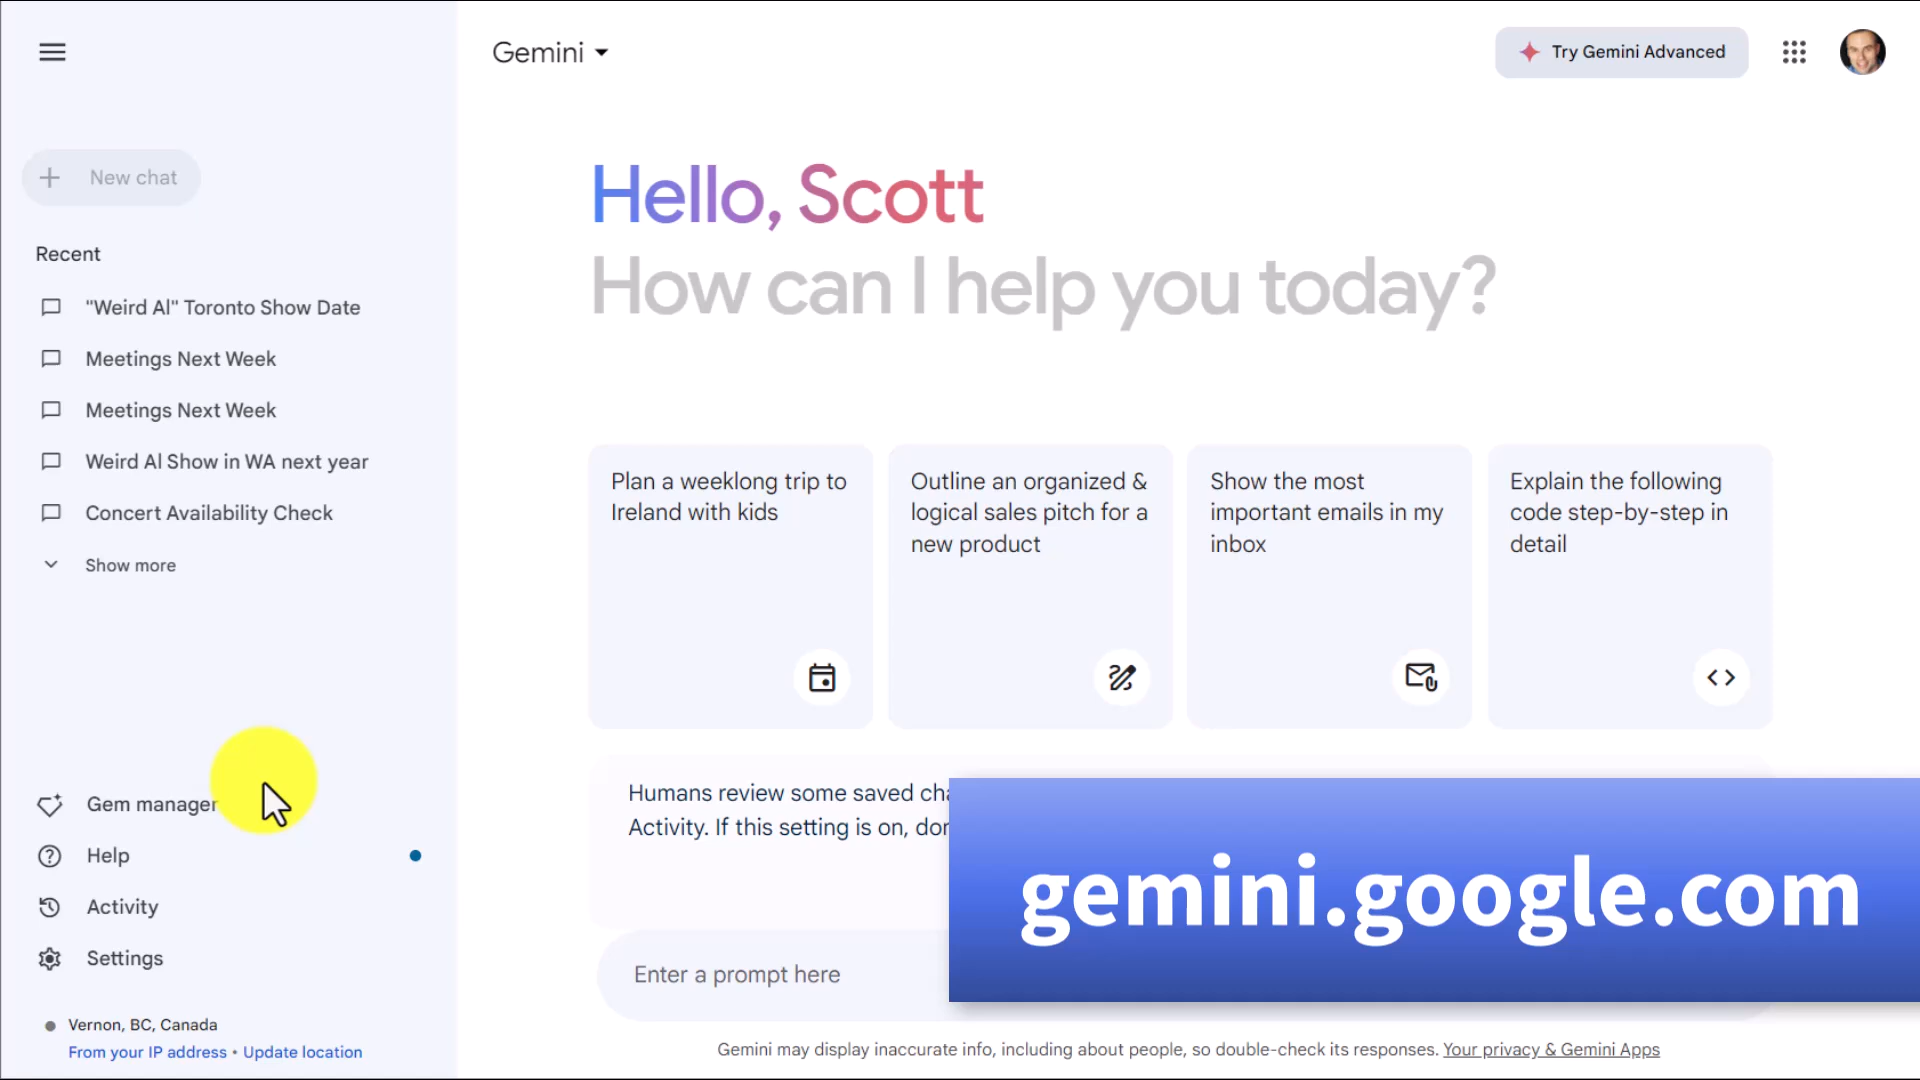 Gemini
Try Gemini Advanced
New chat
Recent
"Weird Al" Toronto Show Date
Meetings Next Week
Meetings Next Week
Weird Al Show in WA next year
Concert Availability Check
Show more
Gem manager
Help
Activity
Settings
Vernon, BC, Canada
From your IP address • Update location
Hello, Scott
How can I help you today?
Plan a weeklong trip to
Ireland with kids
Outline an organized &
logical sales pitch for a
new product
Show the most
important emails in my
inbox
Explain the following
code step-by-step in
detail
Humans review some saved
Activity. If this setting is on,
gemini.google.com
Enter a prompt here
Gemini may display inaccurate info, including about people, so double-check its responses. Your privacy & Gemini Apps